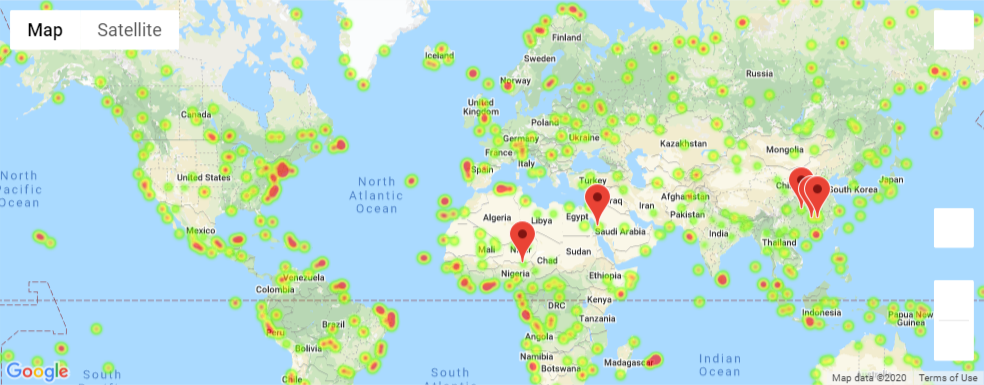 Map
Satellite
Finland
Iceland
Sweden
Norway
Russia
United
Kingdom
Canada
Poland
Germany
Ukraine
France
Kazakhstan
Mongolia
Italy
Spain
North
Pacific
Ocean
United States
North
Atlantic
Ocean
Turkey
South Korea
Japan
Iran
Afghanistan
Pakistan
Algeria
Libya
Egypt
Saudi Arabia
Mexico
India
Thailand
Mali
Chad
Sudan
Nigeria
Ethiopia
Venezuela
Colombia
Kenya
DRC
Tanzania
Indonesia
Papua New
Guinea
Peru
Brazil
Angola
Bolivia
Namibia
Botswana
Madagascar
Indian
Ocean
Chile
South
South
Google
Map data ©2020
Terms of Use